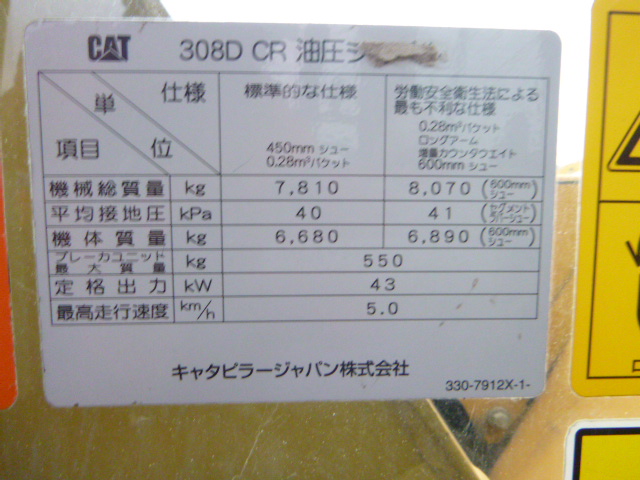 CAT 308D CR 油圧シ
仕様
単
項目
位
標準的な仕様
450mm シュー
0.28m³バケット
労働安全衛生法による
最も不利な仕様
0.28m³バケット
ロングアーム
増量カウンタウエイト
600mm シュー
機械総質量 kg 7,810 8,070 (600mm シュー)
平均接地圧 kPa 40 41 (セグメント ラバーシュー)
機体質量 kg 6,680 6,890 (600mm シュー)
ブレーカユニット
最大質量 kg 550
定格出力 kW 43
最高走行速度 km/h 5.0
キャタピラージャパン株式会社
330-7912X-1-